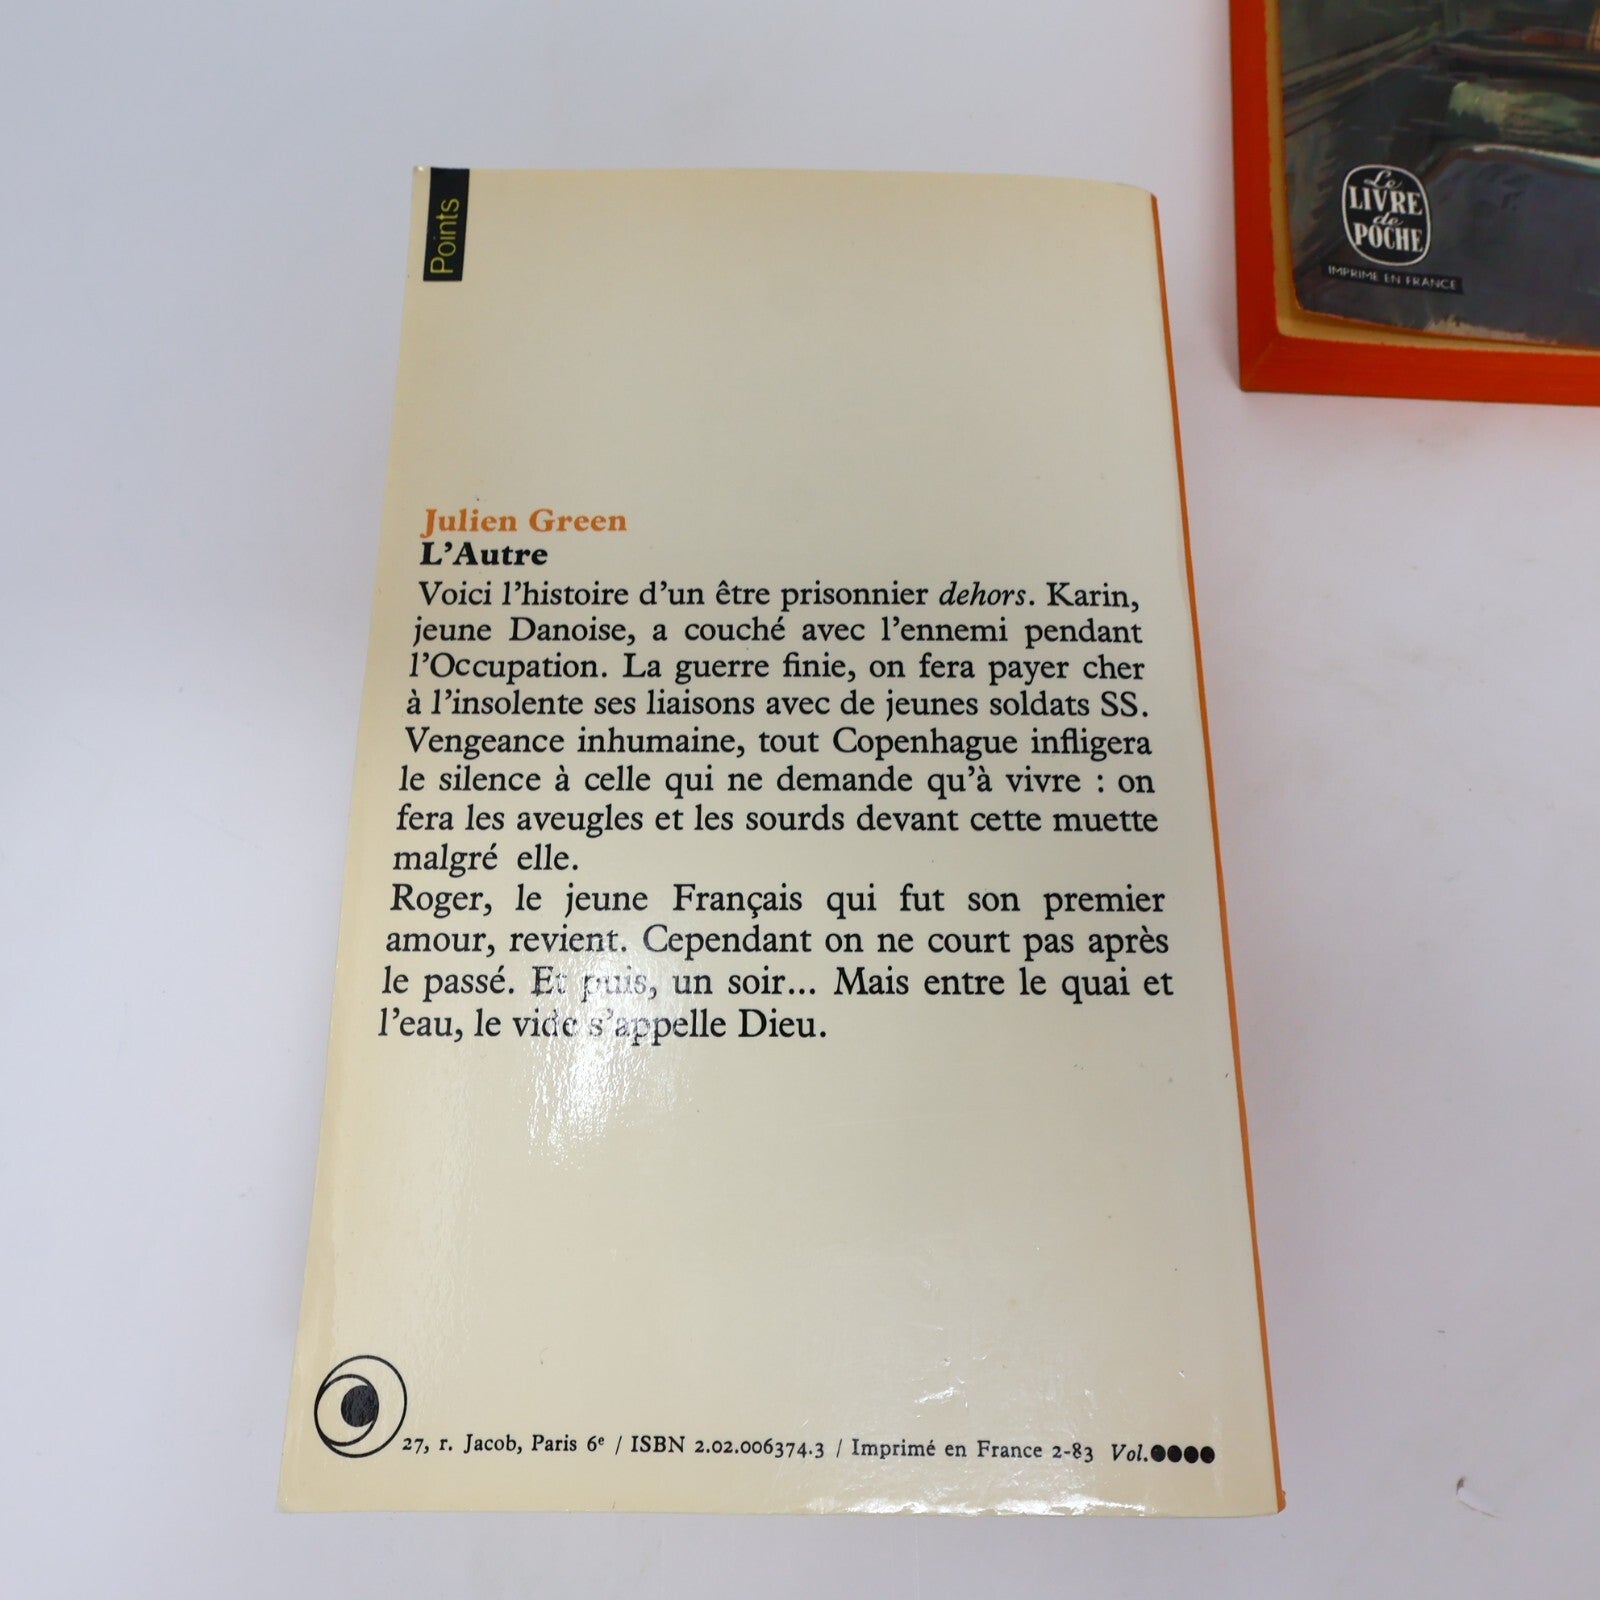 Points
Le
LIVRE
de
POCHE
IMPRIMÉ EN FRANCE
Julien Green
L'Autre
Voici l'histoire d'un être prisonnier dehors. Karin,
jeune Danoise, a couché avec l'ennemi pendant
l'Occupation. La guerre finie, on fera payer cher
à l'insolente ses liaisons avec de jeunes soldats SS.
Vengeance inhumaine, tout Copenhague infligera
le silence à celle qui ne demande qu'à vivre : on
fera les aveugles et les sourds devant cette muette
malgré elle.
Roger, le jeune Français qui fut son premier
amour, revient. Cependant on ne court pas après
le passé. Et puis, un soir... Mais entre le quai et
l'eau, le vide s'appelle Dieu.
27, r. Jacob, Paris 6e / ISBN 2.02.006374.3 / Imprimé en France 2-83 Vol.●●●●